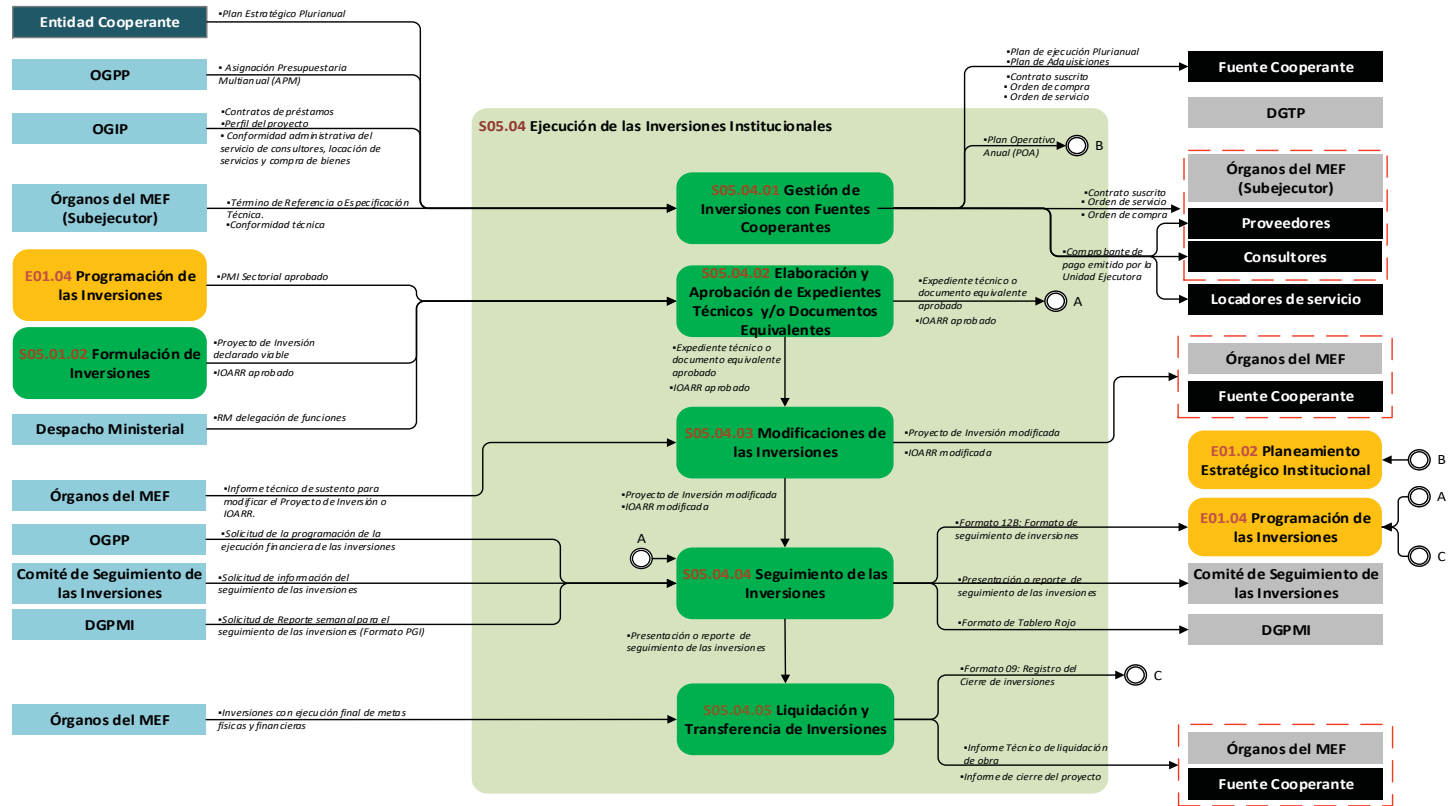 Entidad Cooperante
▪Plan Estratégico Plurianual
OGPP
▪ Asignación Presupuestaria
Multianual (APM)
OGIP
▪Contratos de préstamos
▪Perfil del proyecto
▪ Conformidad administrativa del
servicio de consultores, locación de
servicios y compra de bienes
Órganos del MEF
(Subejecutor)
▪Término de Referencia o Especificación
Técnica.
▪Conformidad técnica
E01.04 Programación de
las Inversiones
▪PMI Sectorial aprobado
S05.01.02 Formulación de
Inversiones
▪Proyecto de Inversión
declarado viable
▪IOARR aprobado
Despacho Ministerial
▪RM delegación de funciones
Órganos del MEF
▪Informe técnico de sustento para
modificar el Proyecto de Inversión o
IOARR.
OGPP
▪Solicitud de la programación de la
ejecución financiera de las inversiones
Comité de Seguimiento de
las Inversiones
▪Solicitud de información del
seguimiento de las inversiones
DGPMI
▪Solicitud de Reporte semanal para el
seguimiento de las inversiones (Formato PGI)
Órganos del MEF
▪Inversiones con ejecución final de metas
físicas y financieras
S05.04 Ejecución de las Inversiones Institucionales
S05.04.01 Gestión de
Inversiones con Fuentes
Cooperantes
S05.04.02 Elaboración y
Aprobación de Expedientes
Técnicos y/o Documentos
Equivalentes
▪Expediente técnico o
documento equivalente
aprobado
▪IOARR aprobado
S05.04.03 Modificaciones de
las Inversiones
▪Proyecto de Inversión modificada
▪IOARR modificada
A
S05.04.04 Seguimiento de las
Inversiones
▪Presentación o reporte de
seguimiento de las inversiones
S05.04.05 Liquidación y
Transferencia de Inversiones
▪Plan de ejecución Plurianual
▪Plan de Adquisiciones
▪Contrato suscrito
▪ Orden de compra
▪ Orden de servicio
▪Plan Operativo
Anual (POA)
B
▪Contrato suscrito
▪ Orden de servicio
▪ Orden de compra
▪Comprobante de
pago emitido por la
Unidad Ejecutora
▪Expediente técnico o
documento equivalente
aprobado
▪IOARR aprobado
A
▪Proyecto de Inversión modificada
▪IOARR modificada
▪Formato 12B: Formato de
seguimiento de inversiones
▪Presentación o reporte de
seguimiento de las inversiones
▪Formato de Tablero Rojo
▪Formato 09: Registro del
Cierre de inversiones
C
▪Informe Técnico de liquidación
de obra
▪Informe de cierre del proyecto
Fuente Cooperante
DGTP
Órganos del MEF
(Subejecutor)
Proveedores
Consultores
Locadores de servicio
Órganos del MEF
Fuente Cooperante
E01.02 Planeamiento
Estratégico Institucional
B
E01.04 Programación de
las Inversiones
A
C
Comité de Seguimiento de
las Inversiones
DGPMI
Órganos del MEF
Fuente Cooperante